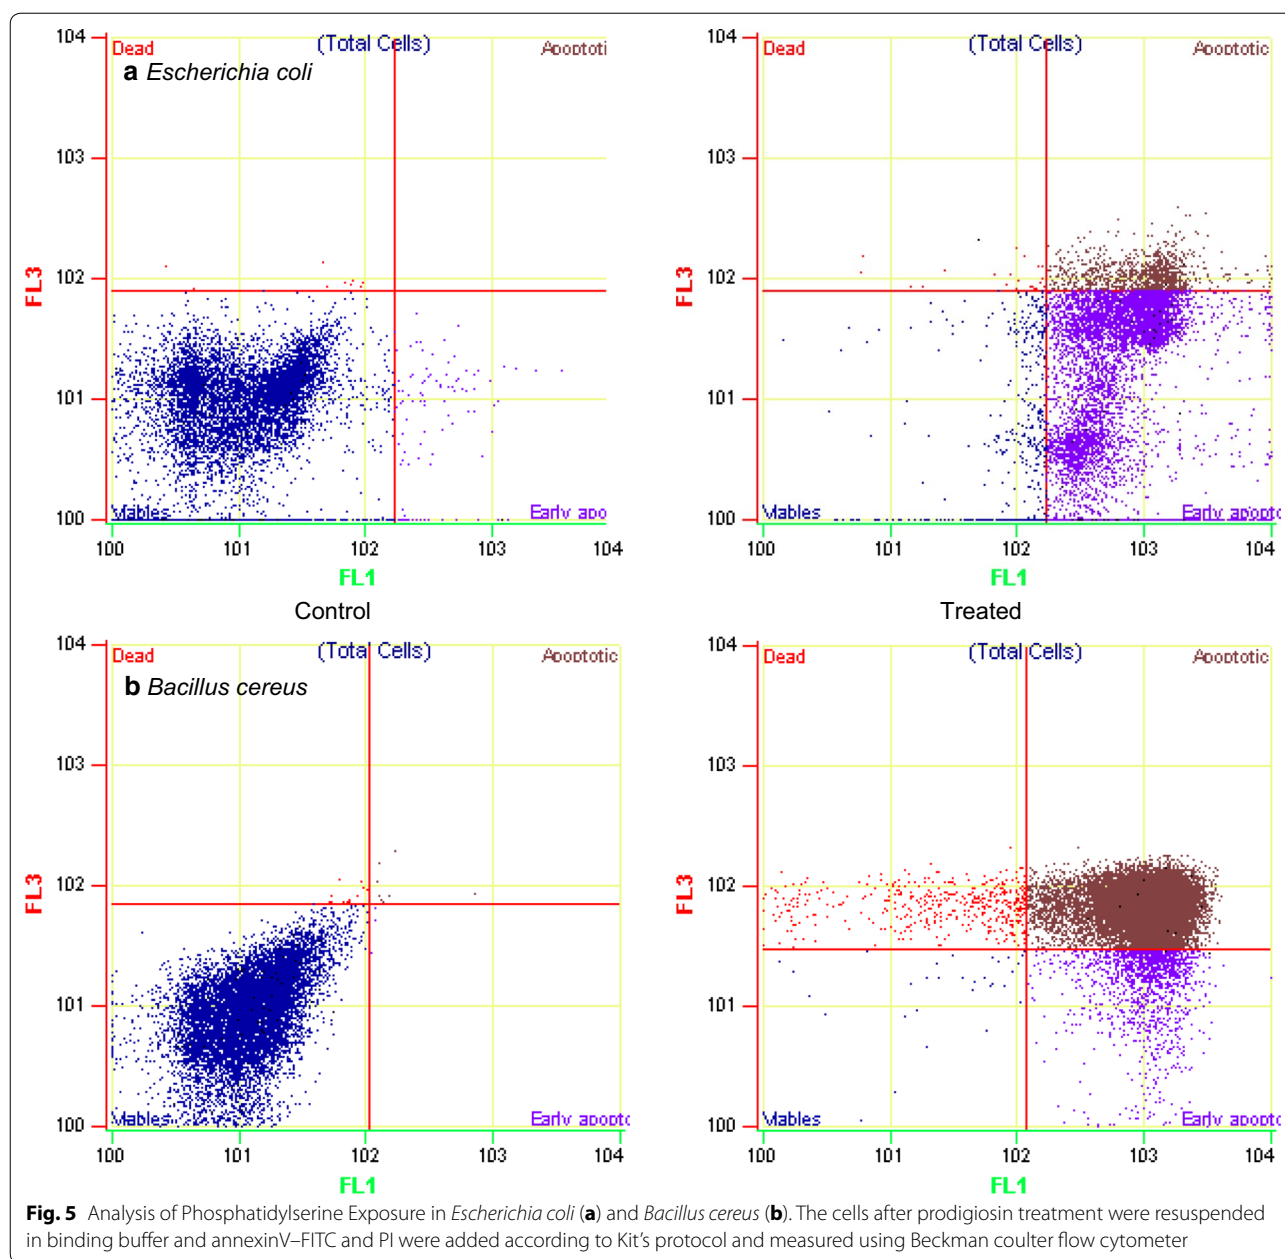 104
Dead
(Total Cells)
Apoptoti
a Escherichia coli
103
FL3
102
101
100
Viables
Early apo
100 101 102 103 104
FL1
Control
104
Dead
(Total Cells)
Apoptotic
103
FL3
102
101
100
Viables
Early apopto
100 101 102 103 104
FL1
Treated
104
Dead
(Total Cells)
Apoptotic
b Bacillus cereus
103
FL3
102
101
100
Viables
Early apopto
100 101 102 103 104
FL1
104
Dead
(Total Cells)
Apoptotic
103
FL3
102
101
100
Viables
Early apopto
100 101 102 103 104
FL1
Fig. 5 Analysis of Phosphatidylserine Exposure in Escherichia coli (a) and Bacillus cereus (b). The cells after prodigiosin treatment were resuspended
in binding buffer and annexinV–FITC and PI were added according to Kit's protocol and measured using Beckman coulter flow cytometer